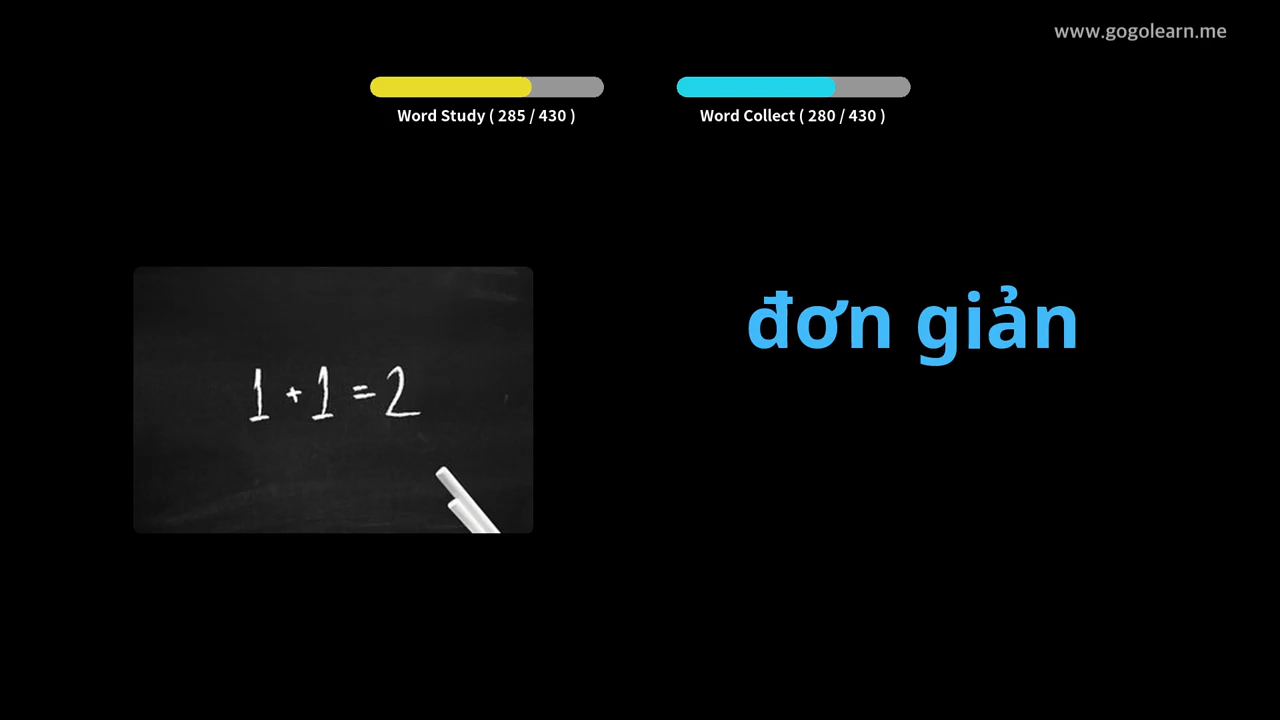 www.gogolearn.me
Word Study ( 285 / 430 )
Word Collect ( 280 / 430 )
đơn giản
1 + 1 = 2